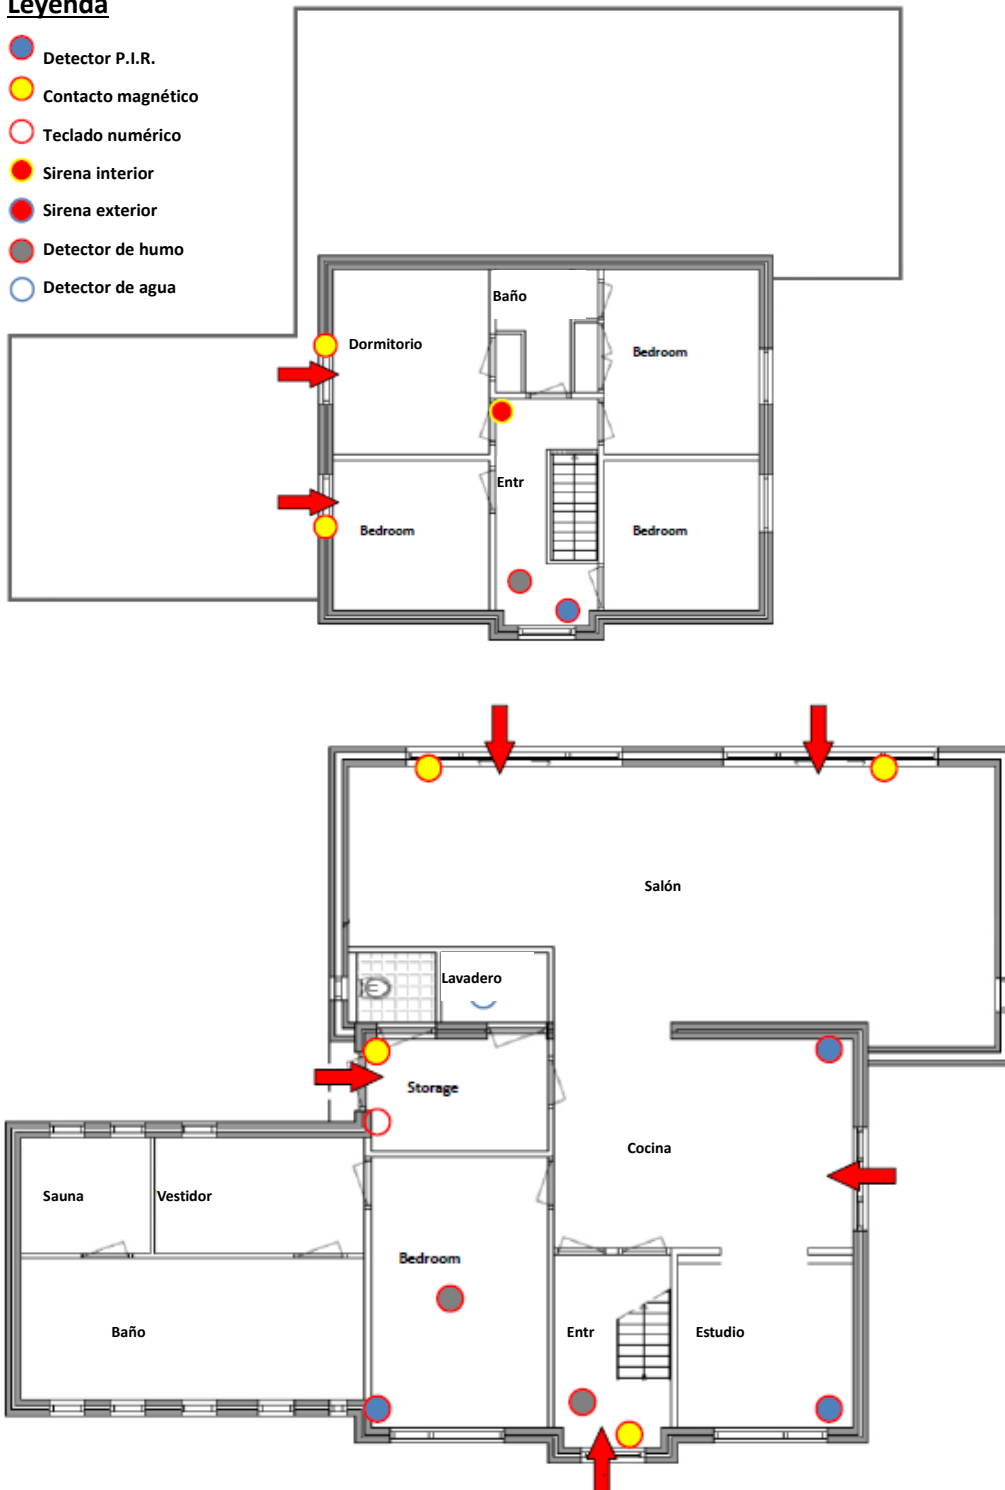 Leyenda
Detector P.I.R.
Contacto magnético
Teclado numérico
Sirena interior
Sirena exterior
Detector de humo
Detector de agua
Baño
Dormitorio
Bedroom
Entr
Bedroom
Bedroom
Salón
Lavadero
Storage
Cocina
Sauna
Vestidor
Bedroom
Baño
Entr
Estudio